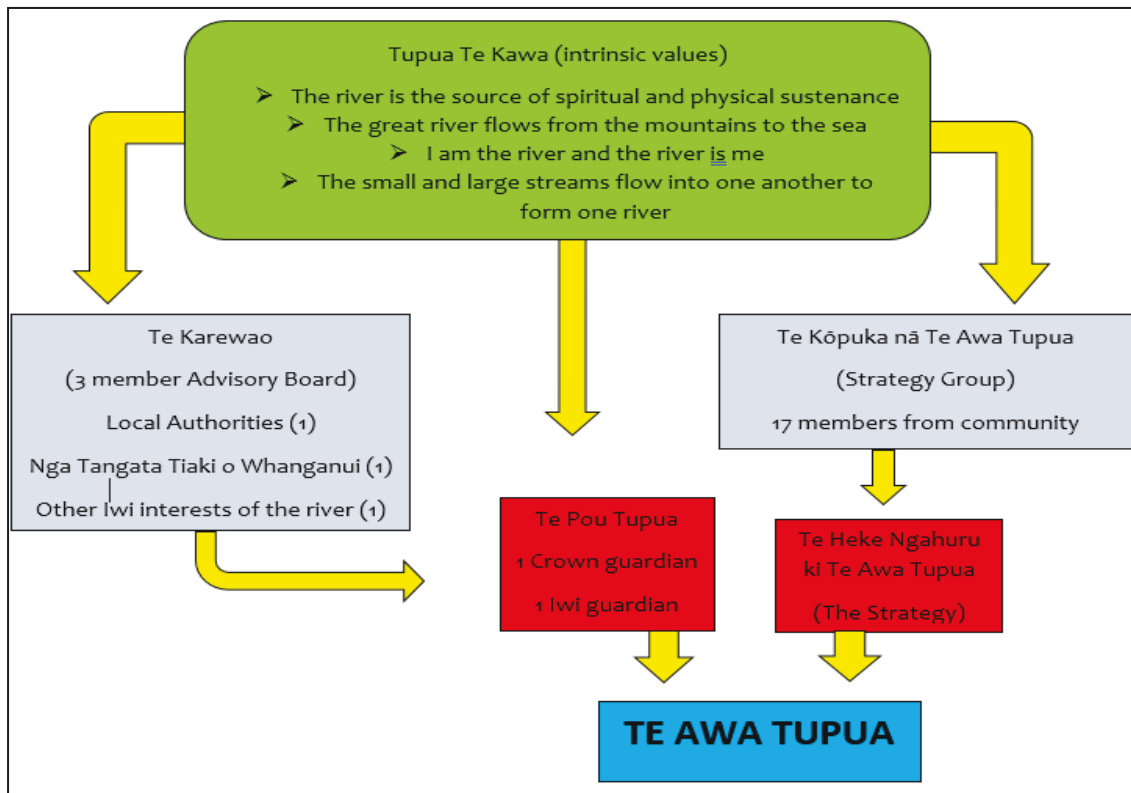 Tupua Te Kawa (intrinsic values)
➢ The river is the source of spiritual and physical sustenance
➢ The great river flows from the mountains to the sea
➢ I am the river and the river is me
➢ The small and large streams flow into one another to
form one river
Te Karewao
(3 member Advisory Board)
Local Authorities (1)
Nga Tangata Tiaki o Whanganui (1)
Other Iwi interests of the river (1)
Te Kōpuka nā Te Awa Tupua
(Strategy Group)
17 members from community
Te Pou Tupua
1 Crown guardian
1 Iwi guardian
Te Heke Ngahuru
ki Te Awa Tupua
(The Strategy)
TE AWA TUPUA